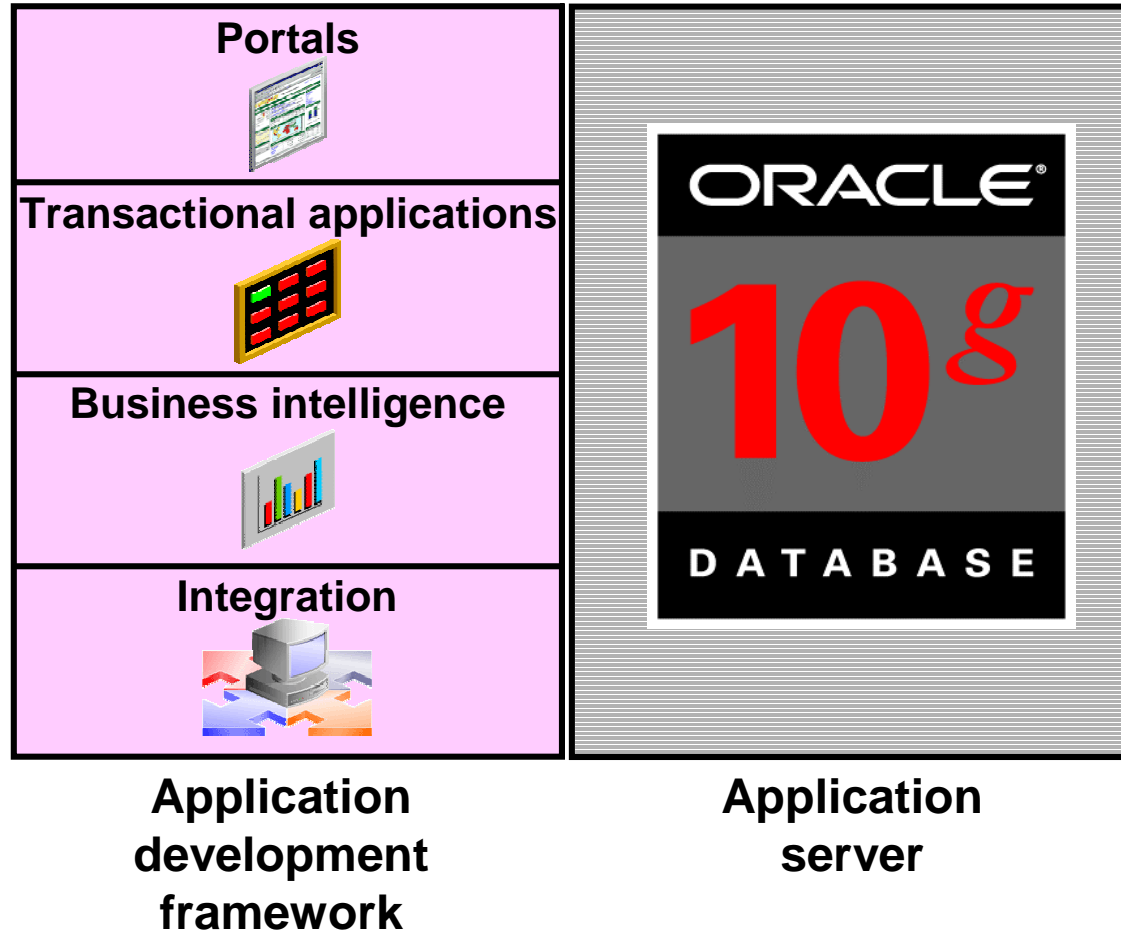 Portals
Transactional applications
Business intelligence
Integration
Application
development
framework
ORACLE®
10g
DATABASE
Application
server